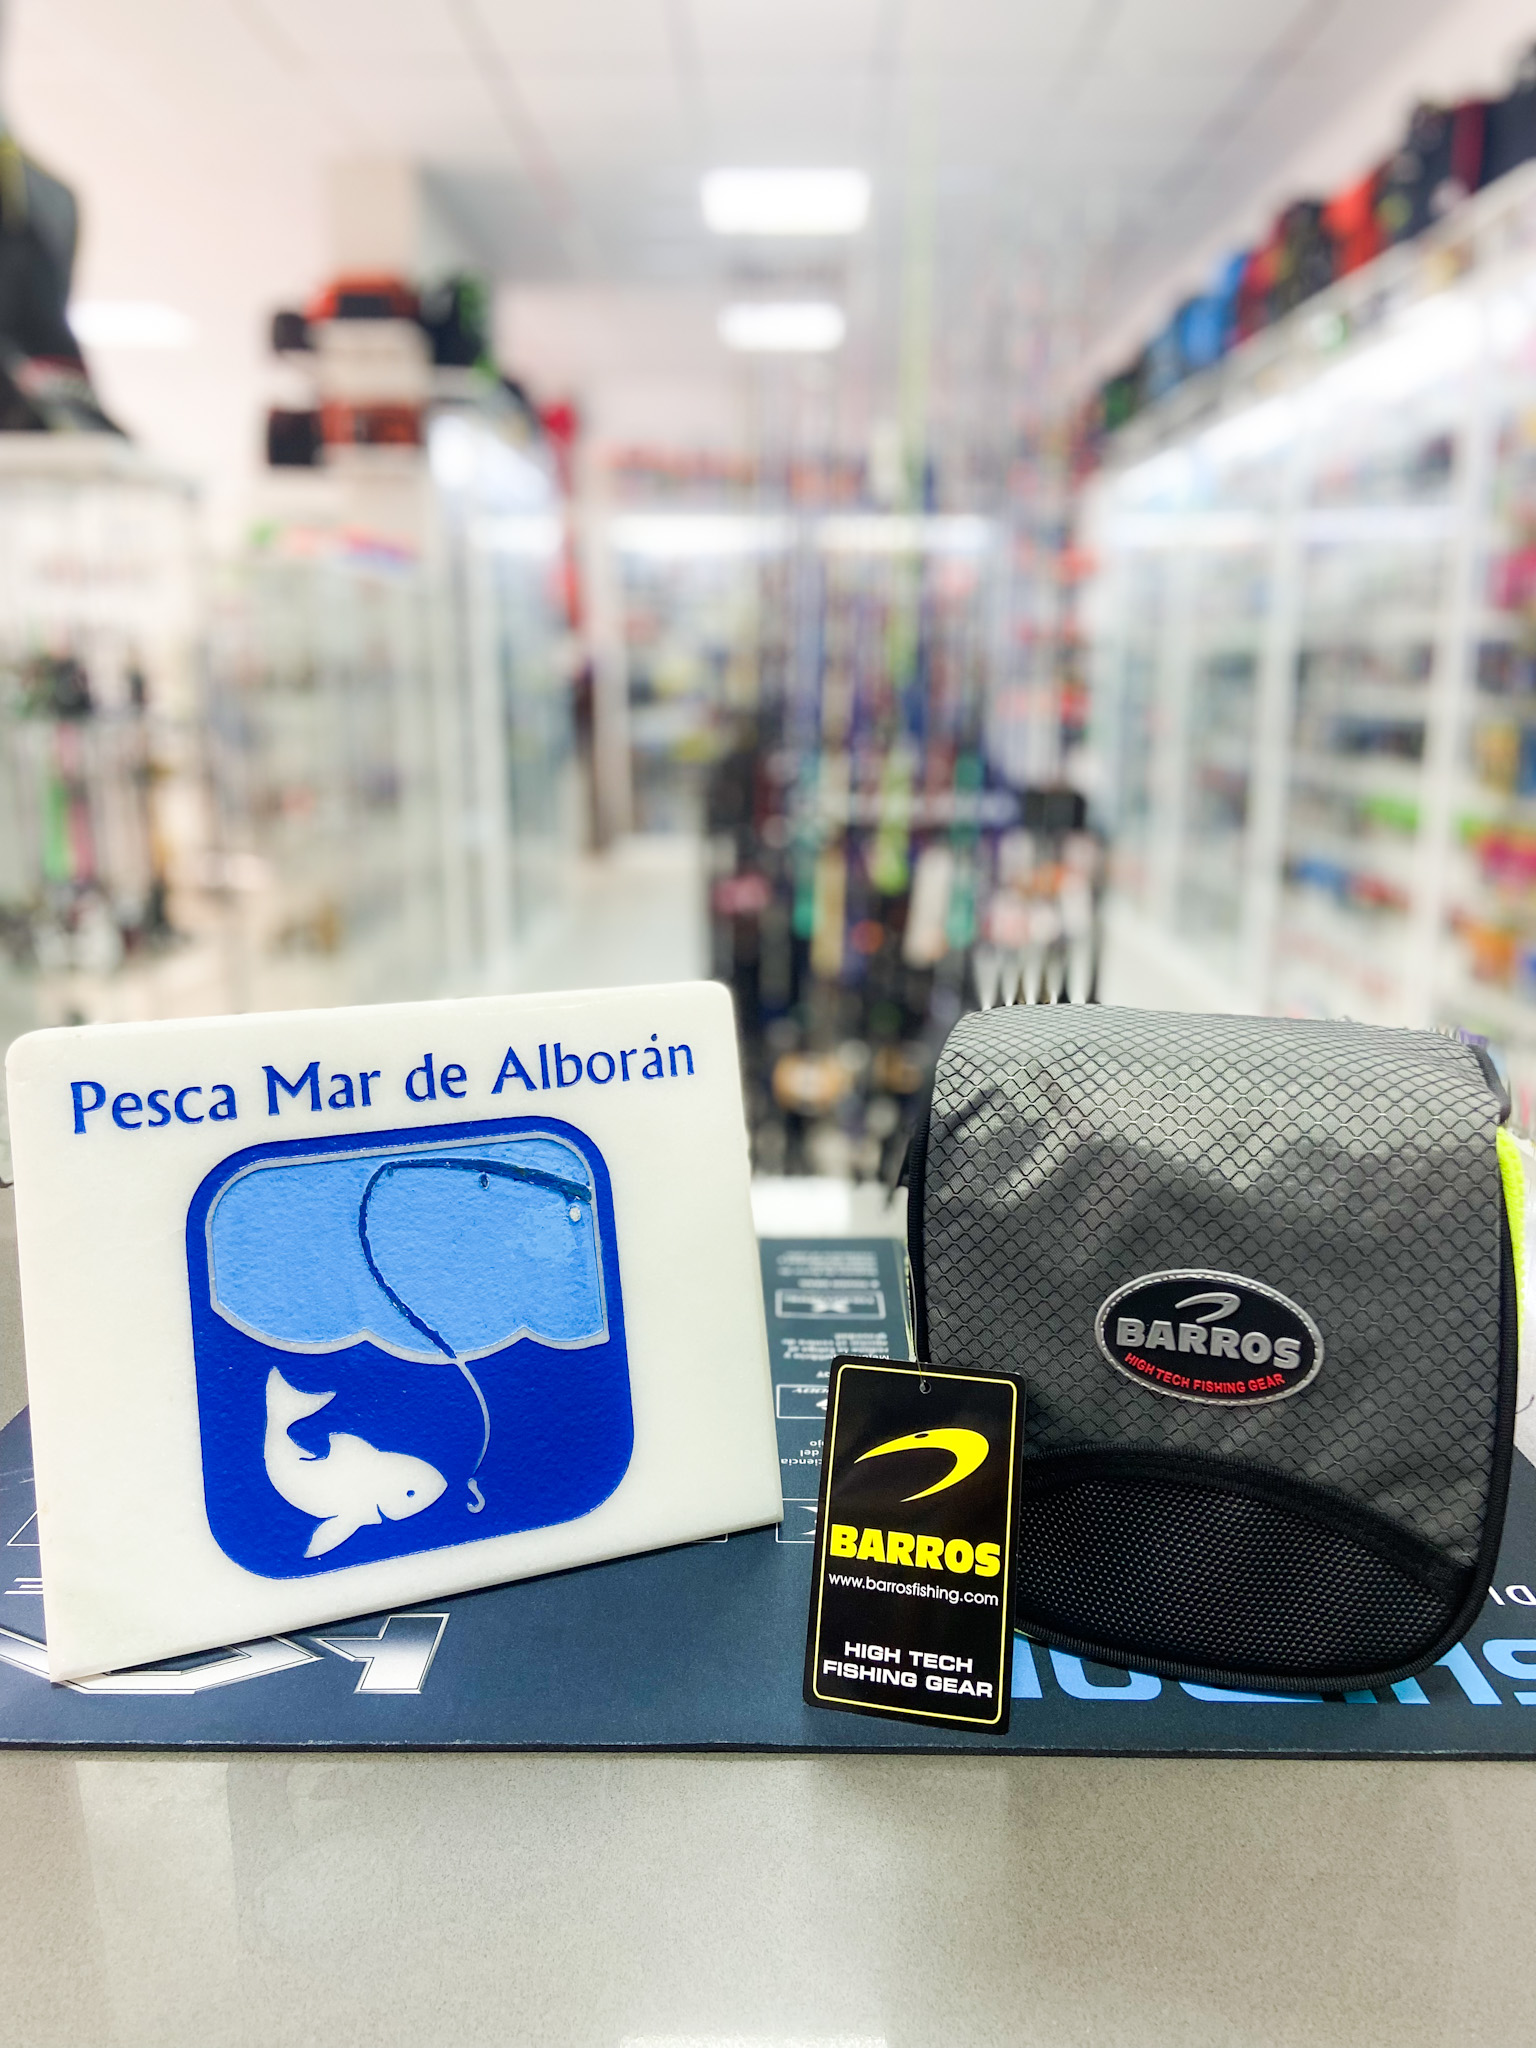 Pesca Mar de Alborán
BARROS
HIGH TECH FISHING GEAR
BARROS
www.barrosfishing.com
HIGH TECH
FISHING GEAR